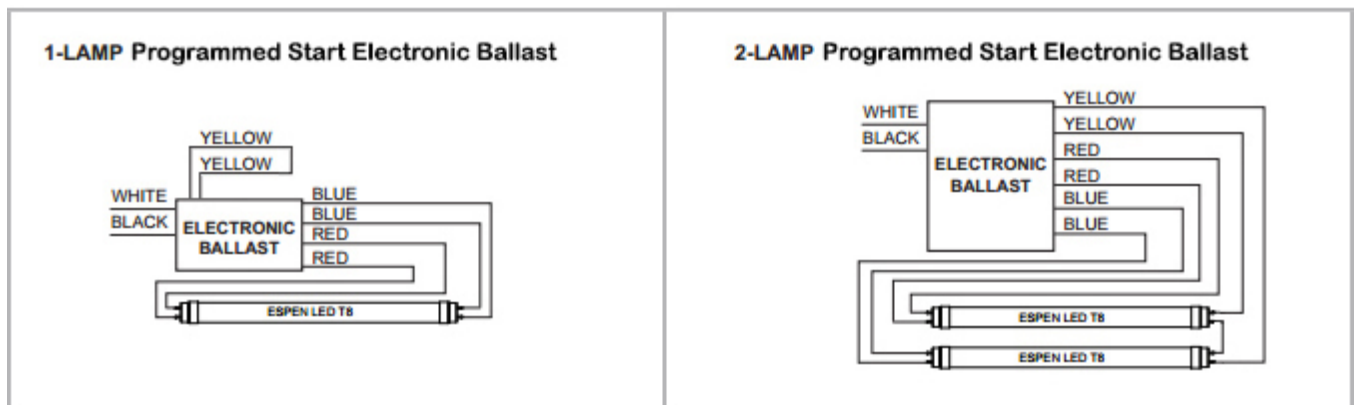 1-LAMP Programmed Start Electronic Ballast
YELLOW
YELLOW
WHITE
BLACK
ELECTRONIC
BALLAST
BLUE
BLUE
RED
RED
ESPEN LED T8
2-LAMP Programmed Start Electronic Ballast
WHITE
BLACK
ELECTRONIC
BALLAST
YELLOW
YELLOW
RED
RED
BLUE
BLUE
ESPEN LED T8
ESPEN LED T8